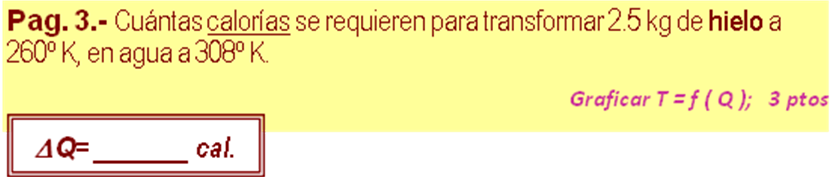 Pag. 3.- Cuántas calorías se requieren para transformar 2.5 kg de hielo a
260º K, en agua a 308º K.
Graficar T = f ( Q ); 3 ptos
ΔQ=_______ cal.